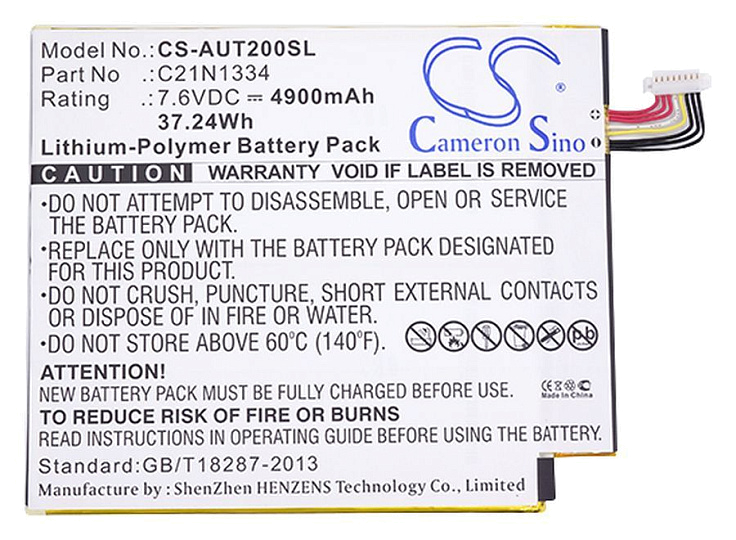 Model No.: CS-AUT200SL
Part No : C21N1334
Rating : 7.6VDC ⎓ 4900mAh
37.24Wh
Lithium-Polymer Battery Pack
CS
Cameron Sino
CAUTION WARRANTY VOID IF LABEL IS REMOVED
•DO NOT ATTEMPT TO DISASSEMBLE, OPEN OR SERVICE
THE BATTERY PACK.
•REPLACE ONLY WITH THE BATTERY PACK DESIGNATED
FOR THIS PRODUCT.
•DO NOT CRUSH, PUNCTURE, SHORT EXTERNAL CONTACTS
OR DISPOSE OF IN FIRE OR WATER.
•DO NOT STORE ABOVE 60°C (140°F).
Pb
ATTENTION!
NEW BATTERY PACK MUST BE FULLY CHARGED BEFORE USE
TO REDUCE RISK OF FIRE OR BURNS
READ INSTRUCTIONS IN OPERATING GUIDE BEFORE USE.
CE
Made In China
Standard:GB/T18287-2013
Manufacture by : ShenZhen HENZENS Technology Co.,Limited